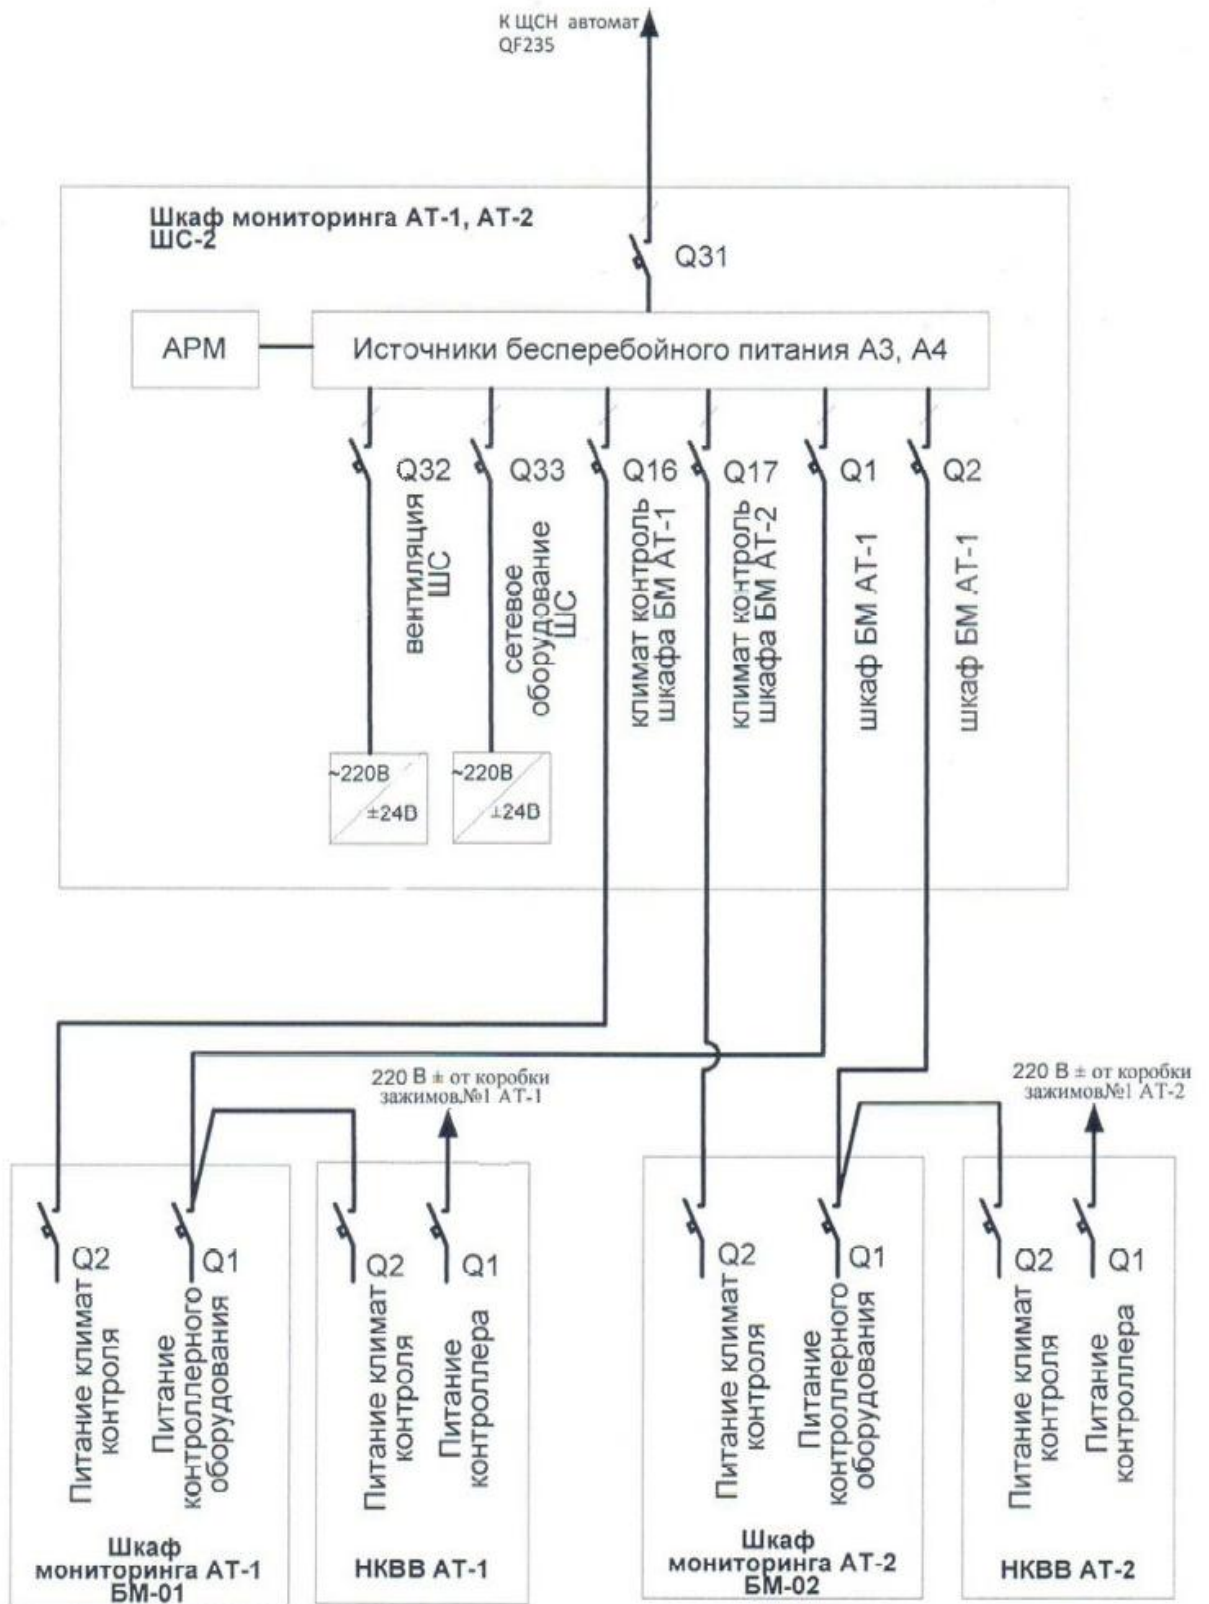 К ЩСН автомат
QF235
Шкаф мониторинга АТ-1, АТ-2
ШС-2
Q31
АРМ
Источники бесперебойного питания А3, А4
Q32
Q33
Q16
Q17
Q1
Q2
вентиляция
ШС
сетевое
оборудование
ШС
климат контроль
шкафа БМ АТ-1
климат контроль
шкафа БМ АТ-2
шкаф БМ АТ-1
шкаф БМ АТ-1
~220В
±24В
~220В
±24В
220 В ± от коробки
зажимов№1 АТ-1
220 В ± от коробки
зажимов№1 АТ-2
Q2
Q1
Q2
Q1
Q2
Q1
Q2
Q1
Питание климат
контроля
Питание
контроллерного
оборудования
Питание климат
контроля
Питание
контроллера
Питание климат
контроля
Питание
контроллерного
оборудования
Питание климат
контроля
Питание
контроллера
Шкаф
мониторинга АТ-1
БМ-01
НКВВ АТ-1
Шкаф
мониторинга АТ-2
БМ-02
НКВВ АТ-2